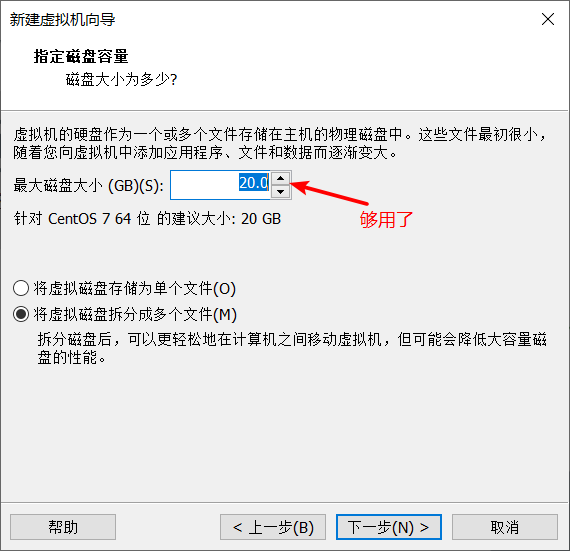 新建虚拟机向导
指定磁盘容量
磁盘大小为多少?
虚拟机的硬盘作为一个或多个文件存储在主机的物理磁盘中。这些文件最初很小，
随着您向虚拟机中添加应用程序、文件和数据而逐渐变大。
最大磁盘大小 (GB)(S): 20.0
够用了
针对 CentOS 7 64 位 的建议大小: 20 GB
将虚拟磁盘存储为单个文件(O)
将虚拟磁盘拆分成多个文件(M)
拆分磁盘后，可以更轻松地在计算机之间移动虚拟机，但可能会降低大容量磁
盘的性能。
帮助 < 上一步(B) 下一步(N) > 取消